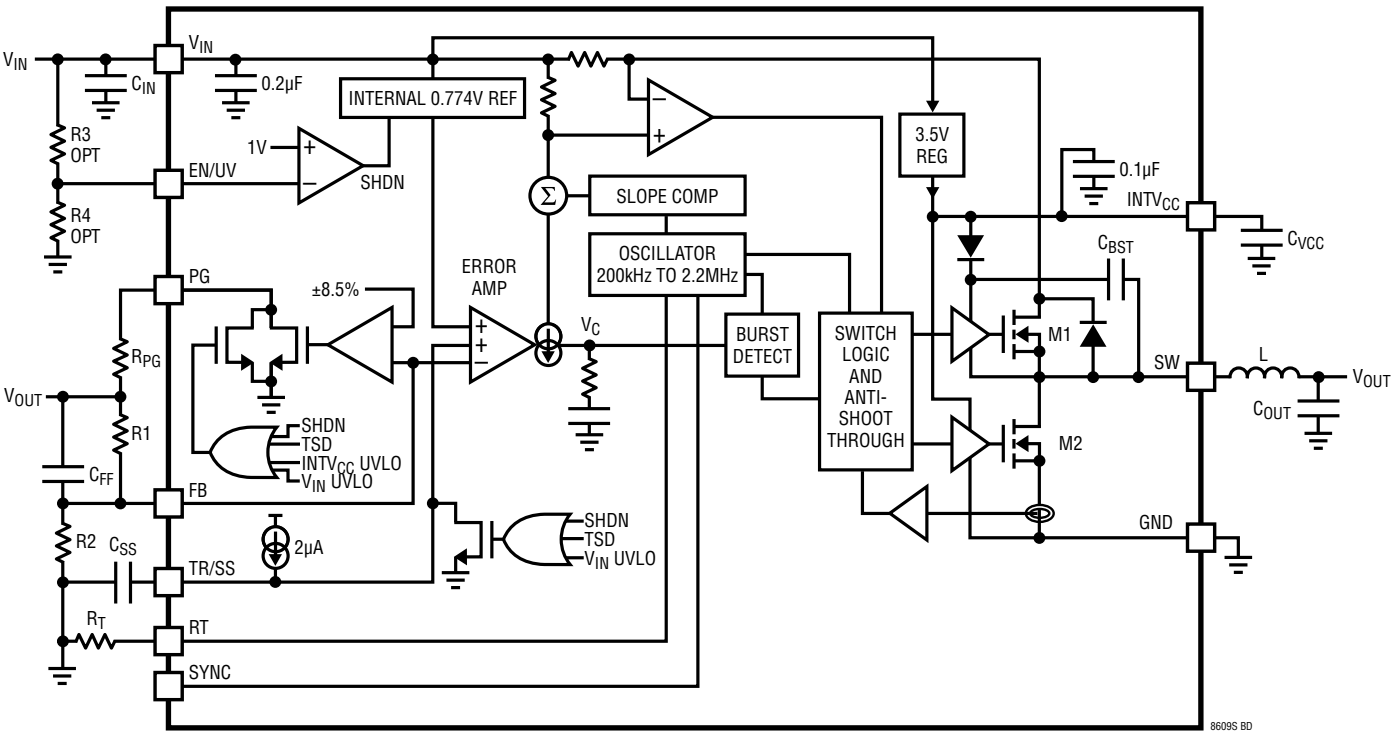 VIN
VIN
CIN
0.2µF
INTERNAL 0.774V REF
R3
OPT
1V
+
−
SHDN
EN/UV
R4
OPT
−
+
3.5V
REG
0.1µF
INTVCC
CVCC
Σ
SLOPE COMP
OSCILLATOR
200kHz TO 2.2MHz
CBST
PG
±8.5%
ERROR
AMP
+
+
−
VC
BURST
DETECT
SWITCH
LOGIC
AND
ANTI-
SHOOT
THROUGH
M1
SW
L
VOUT
COUT
M2
RPG
VOUT
R1
CFF
SHDN
TSD
INTVCC UVLO
VIN UVLO
FB
R2
CSS
2µA
SHDN
TSD
VIN UVLO
GND
TR/SS
RT
RT
SYNC
8609S BD